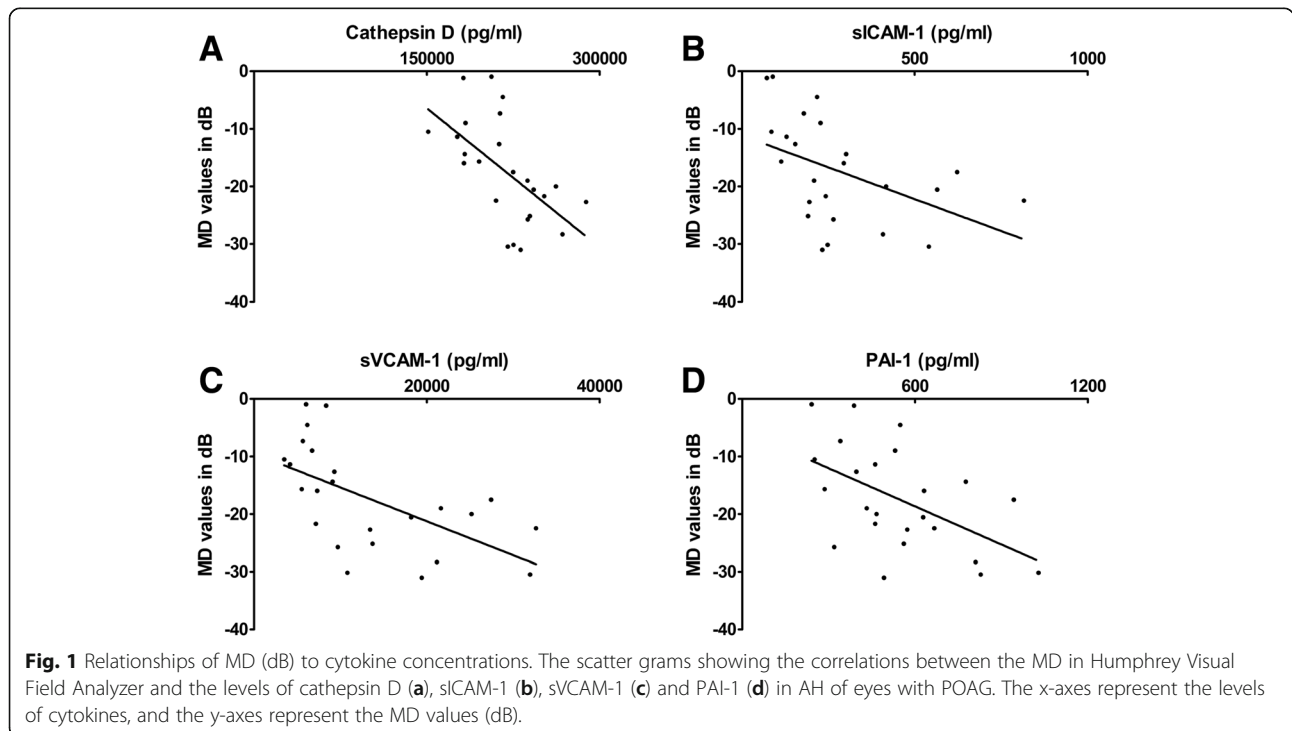 A
Cathepsin D (pg/ml)
150000 300000
0
-10
-20
-30
-40
MD values in dB
B
sICAM-1 (pg/ml)
500 1000
0
-10
-20
-30
-40
MD values in dB
C
sVCAM-1 (pg/ml)
20000 40000
0
-10
-20
-30
-40
MD values in dB
D
PAI-1 (pg/ml)
600 1200
0
-10
-20
-30
-40
MD values in dB
Fig. 1 Relationships of MD (dB) to cytokine concentrations. The scatter grams showing the correlations between the MD in Humphrey Visual
Field Analyzer and the levels of cathepsin D (a), sICAM-1 (b), sVCAM-1 (c) and PAI-1 (d) in AH of eyes with POAG. The x-axes represent the levels
of cytokines, and the y-axes represent the MD values (dB).